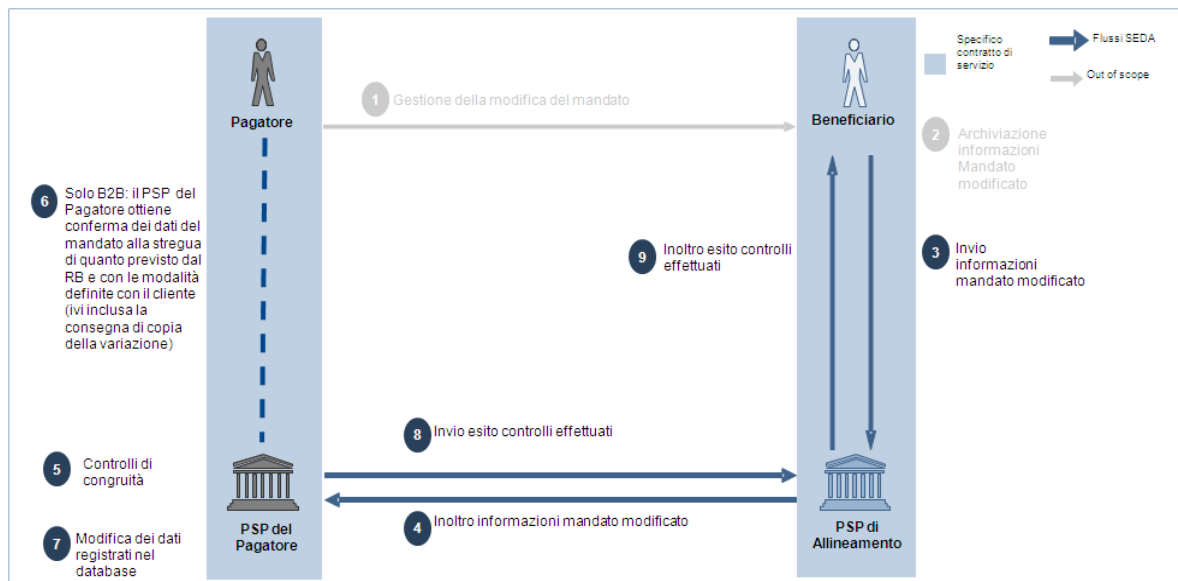 Pagatore
1
Gestione della modifica del mandato
Beneficiario
Specifico
contratto di
servizio
Flussi SEDA
Out of scope
2
Archiviazione
informazioni
Mandato
modificato
6
Solo B2B: il PSP del
Pagatore ottiene
conferma dei dati del
mandato alla stregua
di quanto previsto dal
RB e con le modalità
definite con il cliente
(ivi inclusa la
consegna di copia
della variazione)
9
Inoltro esito controlli
effettuati
3
Invio
informazioni
mandato modificato
8
Invio esito controlli effettuati
5
Controlli di
congruità
4
Inoltro informazioni mandato modificato
PSP del
Pagatore
PSP di
Allineamento
7
Modifica dei dati
registrati nel
database